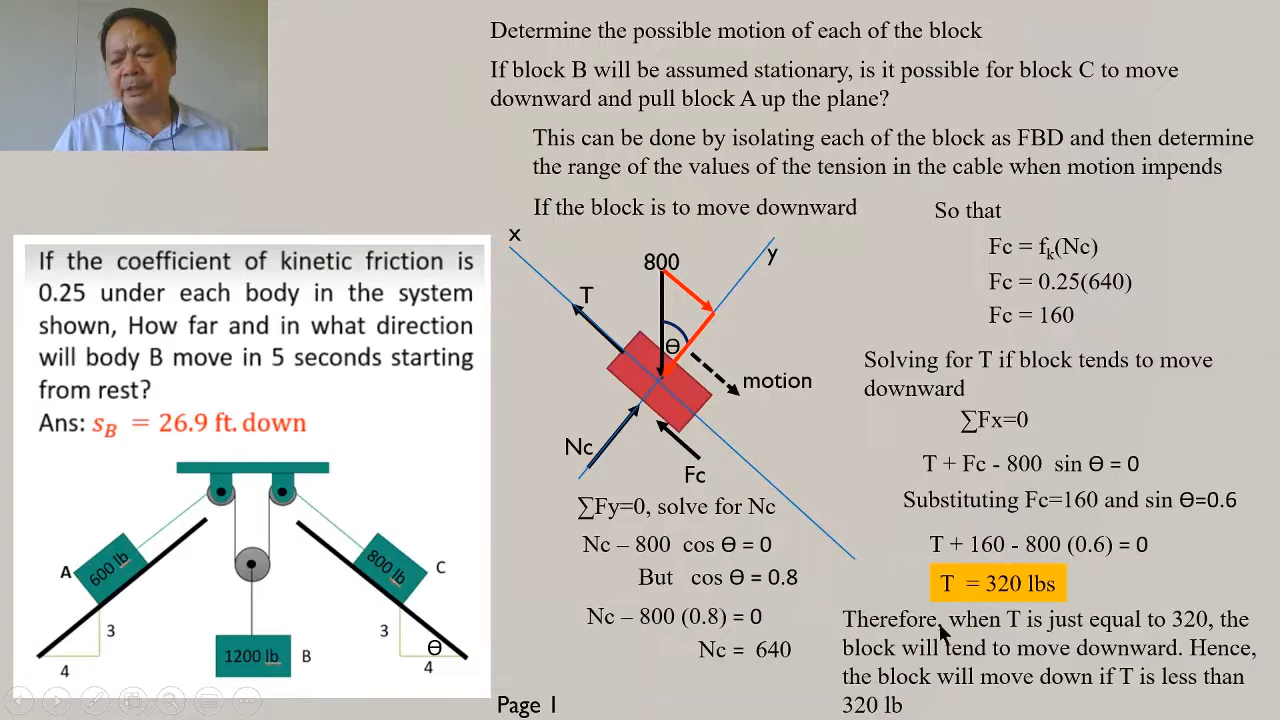 Determine the possible motion of each of the block
If block B will be assumed stationary, is it possible for block C to move
downward and pull block A up the plane?
This can be done by isolating each of the block as FBD and then determine
the range of the values of the tension in the cable when motion impends
If the block is to move downward
x
800
y
T
Ө
motion
Nc
Fc
∑Fy=0, solve for Nc
Nc – 800 cos Ө = 0
But cos Ө = 0.8
Nc – 800 (0.8) = 0
Nc = 640
So that
Fc = fk(Nc)
Fc = 0.25(640)
Fc = 160
Solving for T if block tends to move
downward
∑Fx=0
T + Fc - 800 sin Ө = 0
Substituting Fc=160 and sin Ө=0.6
T + 160 - 800 (0.6) = 0
T = 320 lbs
Therefore, when T is just equal to 320, the
block will tend to move downward. Hence,
the block will move down if T is less than
320 lb
If the coefficient of kinetic friction is
0.25 under each body in the system
shown, How far and in what direction
will body B move in 5 seconds starting
from rest?
Ans: sB = 26.9 ft. down
A
600 lb
800 lb
C
3
4
1200 lb
B
3
4
Ө
Page 1